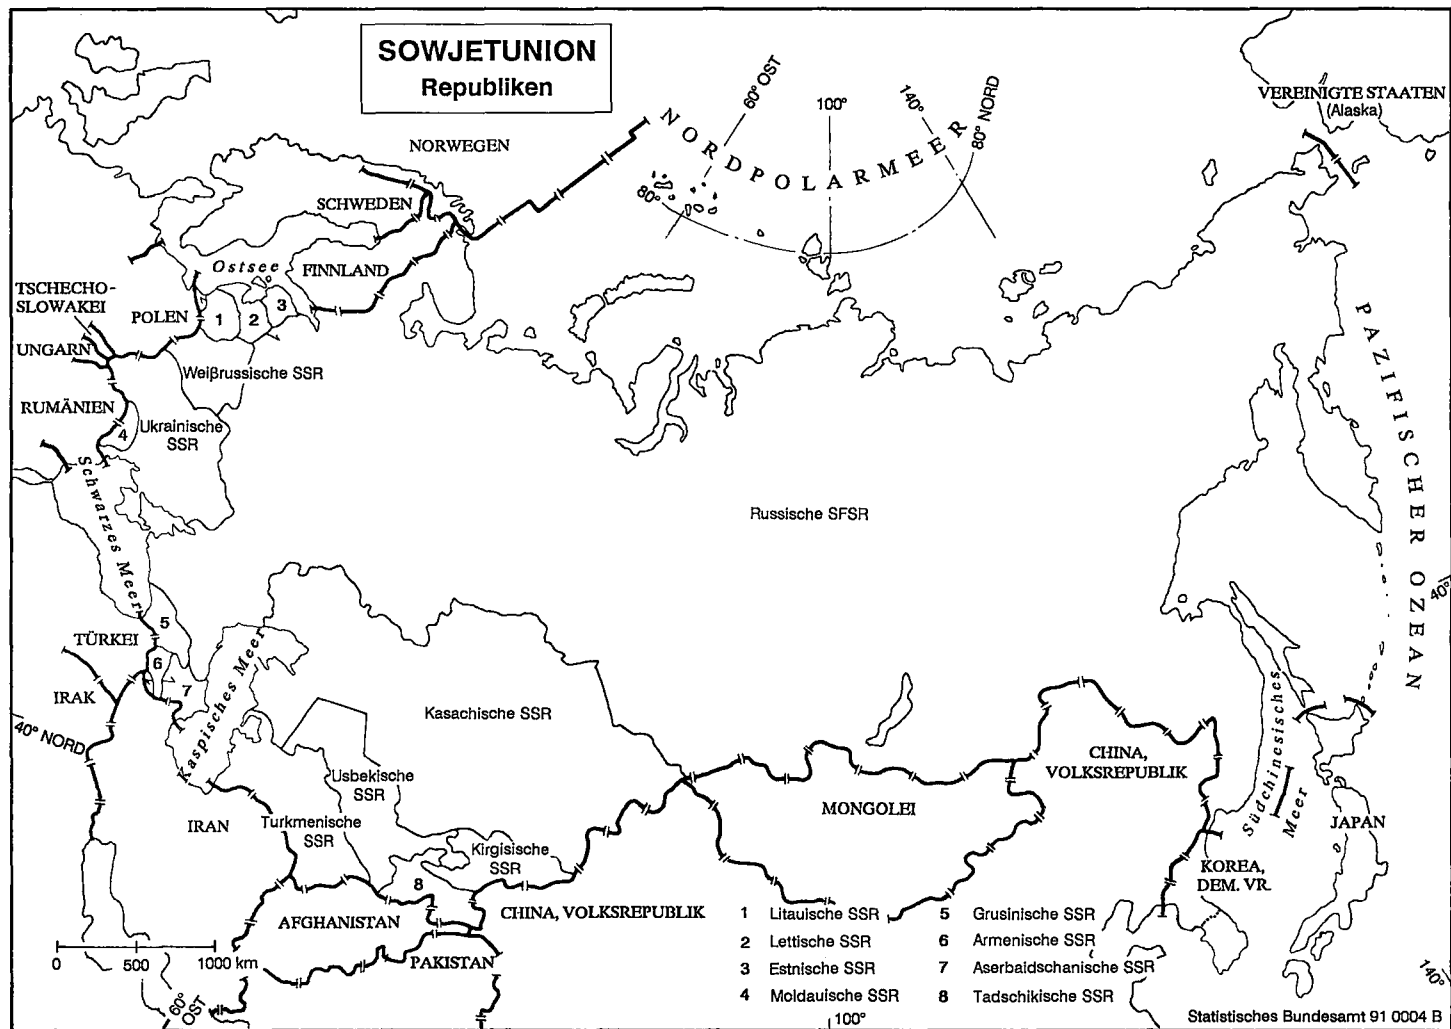 SOWJETUNION
Republiken
60° OST
100°
140°
80° NORD
VEREINIGTE STAATEN
(Alaska)
NORDPOLARMEER
NORWEGEN
80°
SCHWEDEN
Ostsee
FINNLAND
TSCHECHO-
SLOWAKEI
POLEN
1
2
3
UNGARN
Weißrussische SSR
RUMÄNIEN
4
Ukrainische
SSR
PAZIFISCHER OZEAN
Schwarzes Meer
Russische SFSR
40°
5
TÜRKEI
6
7
IRAK
40° NORD
Kaspisches Meer
Kasachische SSR
Südchinesisches
Meer
CHINA,
VOLKSREPUBLIK
Usbekische
SSR
MONGOLEI
JAPAN
IRAN
Turkmenische
SSR
Kirgisische
SSR
KOREA,
DEM. VR.
8
AFGHANISTAN
CHINA, VOLKSREPUBLIK
PAKISTAN
0 500 1000 km
60°
OST
1 Litauische SSR
2 Lettische SSR
3 Estnische SSR
4 Moldauische SSR
5 Grusinische SSR
6 Armenische SSR
7 Aserbaidschanische SSR
8 Tadschikische SSR
140°
100°
Statistisches Bundesamt 91 0004 B